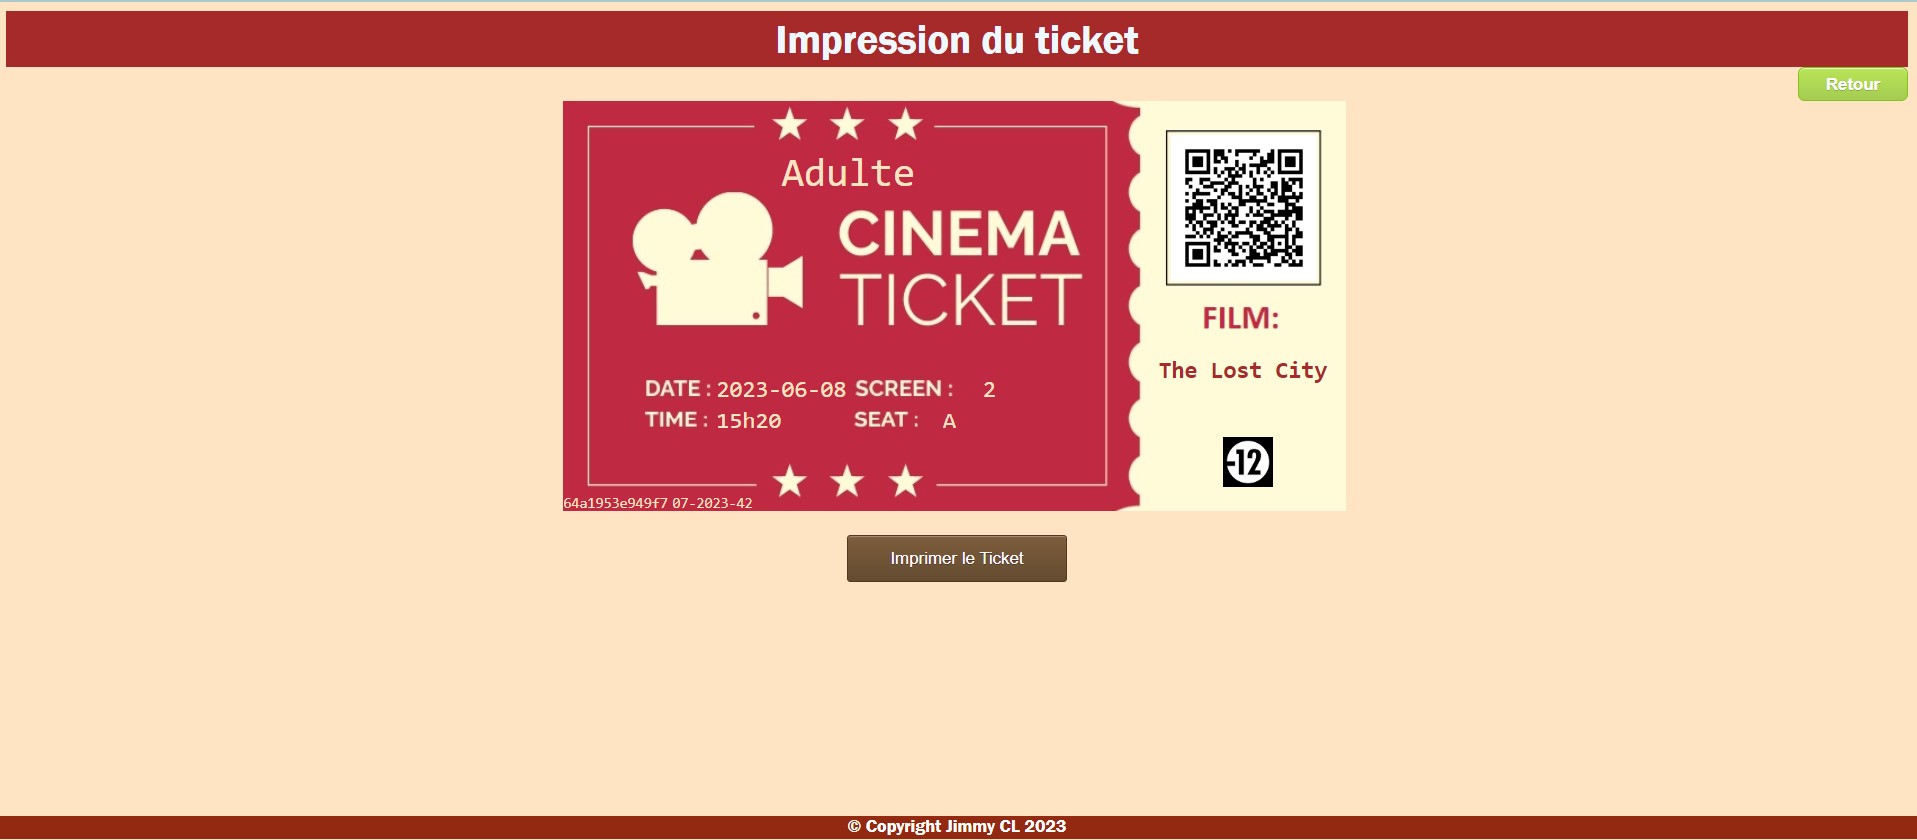 Impression du ticket
Retour
Adulte
CINEMA
TICKET
DATE : 2023-06-08 SCREEN : 2
TIME : 15h20 SEAT : A
64a1953e949f7 07-2023-42
FILM:
The Lost City
-12
Imprimer le Ticket
© Copyright Jimmy CL 2023